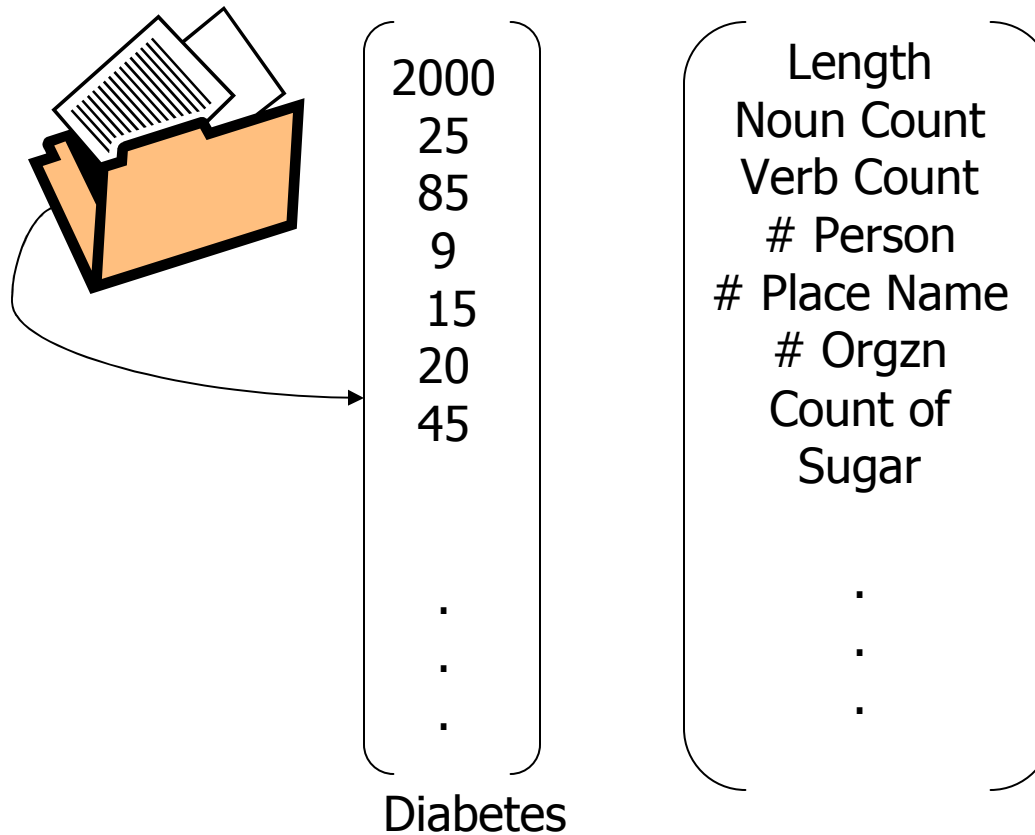 2000
25
85
9
15
20
45
.
.
.
Diabetes
Length
Noun Count
Verb Count
# Person
# Place Name
# Orgzn
Count of
Sugar
.
.
.